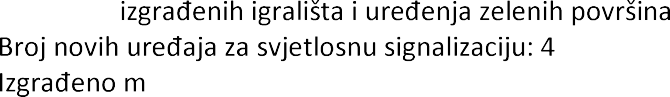 izgrađenih igrališta i uređenja zelenih površina
Broj novih uređaja za svjetlosnu signalizaciju: 4
Izgrađeno m